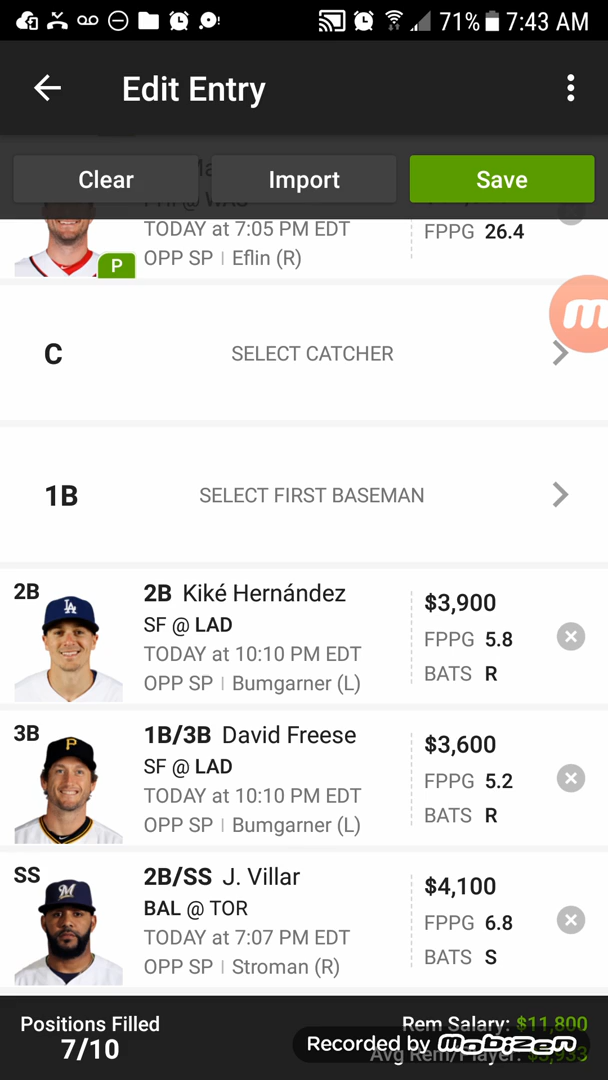 71% 7:43 AM
Edit Entry
Clear Import Save
TODAY at 7:05 PM EDT
FPPG 26.4
P
OPP SP | Eflin (R)
C SELECT CATCHER
1B SELECT FIRST BASEMAN
2B
2B Kiké Hernández
$3,900
SF @ LAD
FPPG 5.8
TODAY at 10:10 PM EDT
BATS R
OPP SP | Bumgarner (L)
3B
1B/3B David Freese
$3,600
SF @ LAD
FPPG 5.2
TODAY at 10:10 PM EDT
BATS R
OPP SP | Bumgarner (L)
SS
2B/SS J. Villar
$4,100
BAL @ TOR
FPPG 6.8
TODAY at 7:07 PM EDT
BATS S
OPP SP | Stroman (R)
Positions Filled
7/10
Rem Salary: $11,800
Recorded by Mobizen
Avg Rem/Player: $3,933